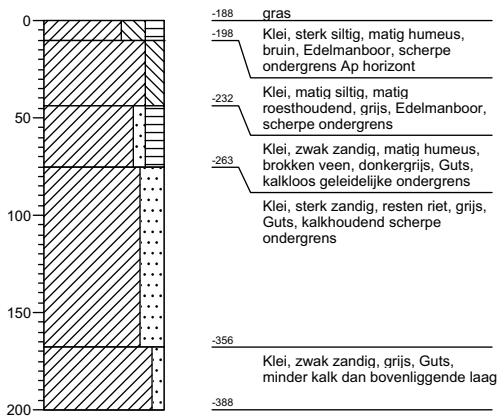 0
50
100
150
200
-188
gras
-198
Klei, sterk siltig, matig humeus,
bruin, Edelmanboor, scherpe
ondergrens Ap horizont
-232
Klei, matig siltig, matig
roesthoudend, grijs, Edelmanboor,
scherpe ondergrens
-263
Klei, zwak zandig, matig humeus,
brokken veen, donkergrijs, Guts,
kalkloos geleidelijke ondergrens
Klei, sterk zandig, resten riet, grijs,
Guts, kalkhoudend scherpe
ondergrens
-356
Klei, zwak zandig, grijs, Guts,
minder kalk dan bovenliggende laag
-388